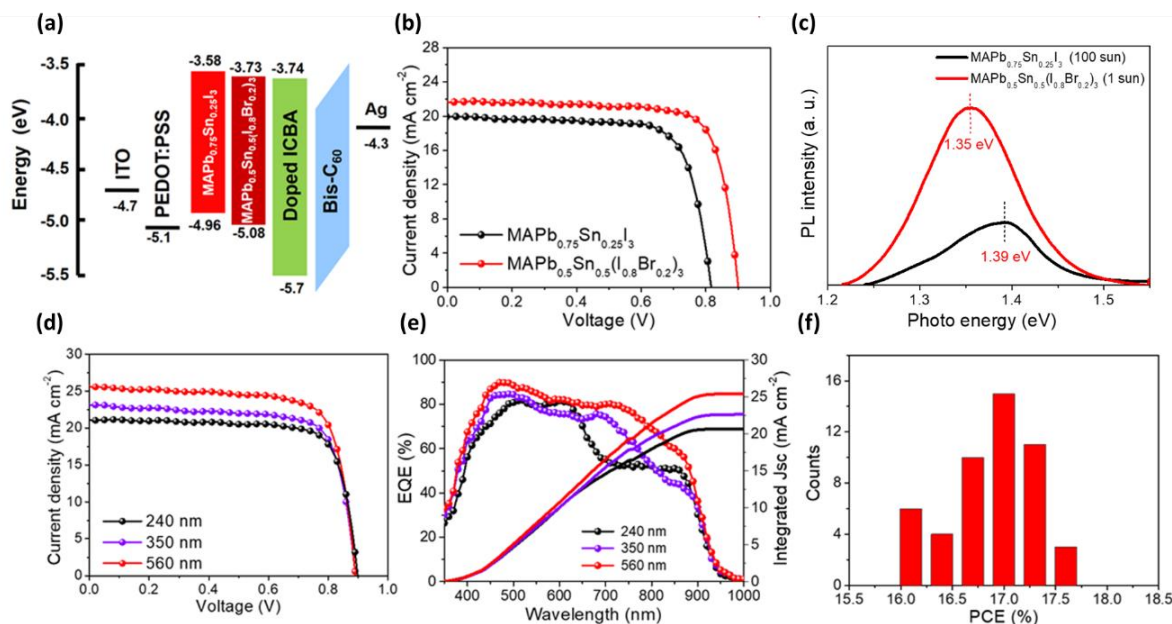 (a)
-3.5
-4.0
-4.5
-5.0
-5.5
Energy (eV)
ITO
-4.7
PEDOT:PSS
-5.1
-3.58
MAPb0.75Sn0.25I3
-4.96
-3.73
MAPb0.5Sn0.5(I0.8Br0.2)3
-5.08
-3.74
Doped ICBA
-5.7
Bis-C60
Ag
-4.3
(b)
28
24
20
16
12
8
4
0
Current density (mA cm-2)
MAPb0.75Sn0.25I3
MAPb0.5Sn0.5(I0.8Br0.2)3
0.0 0.2 0.4 0.6 0.8 1.0
Voltage (V)
(c)
PL intensity (a. u.)
MAPb0.75Sn0.25I3 (100 sun)
MAPb0.5Sn0.5(I0.8Br0.2)3 (1 sun)
1.35 eV
1.39 eV
1.2 1.3 1.4 1.5
Photo energy (eV)
(d)
30
25
20
15
10
5
0
Current density (mA cm-2)
240 nm
350 nm
560 nm
0.0 0.2 0.4 0.6 0.8 1.0
Voltage (V)
(e)
100
80
60
40
20
0
EQE (%)
30
25
20
15
10
5
0
Integrated Jsc (mA cm-2)
240 nm
350 nm
560 nm
400 500 600 700 800 900 1000
Wavelength (nm)
(f)
16
12
8
4
0
Counts
15.5 16.0 16.5 17.0 17.5 18.0 18.5
PCE (%)